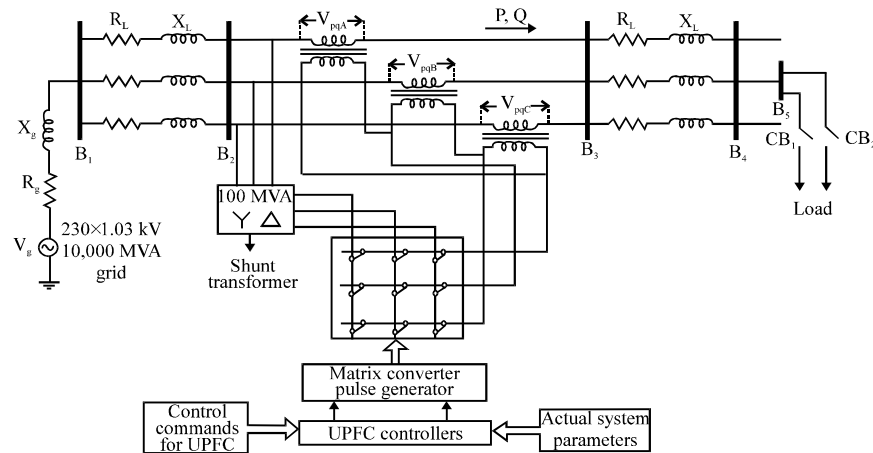 R_L X_L
V_pqA
P, Q
R_L X_L
V_pqB
V_pqC
X_g
B_1
B_2
B_3
B_4
B_5
CB_1
CB_2
R_g
V_g
230×1.03 kV
10,000 MVA
grid
100 MVA
Shunt
transformer
Load
Matrix converter
pulse generator
Control
commands
for UPFC
UPFC controllers
Actual system
parameters